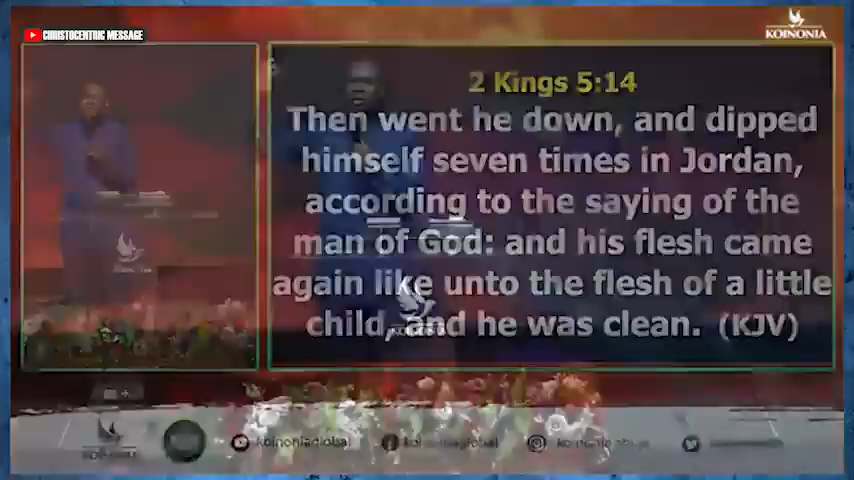 CHRISTOCENTRIC MESSAGE
KOINONIA
2 Kings 5:14
Then went he down, and dipped
himself seven times in Jordan,
according to the saying of the
man of God: and his flesh came
again like unto the flesh of a little
child, and he was clean. (KJV)
koinoniaglobal
koinoniaglobal